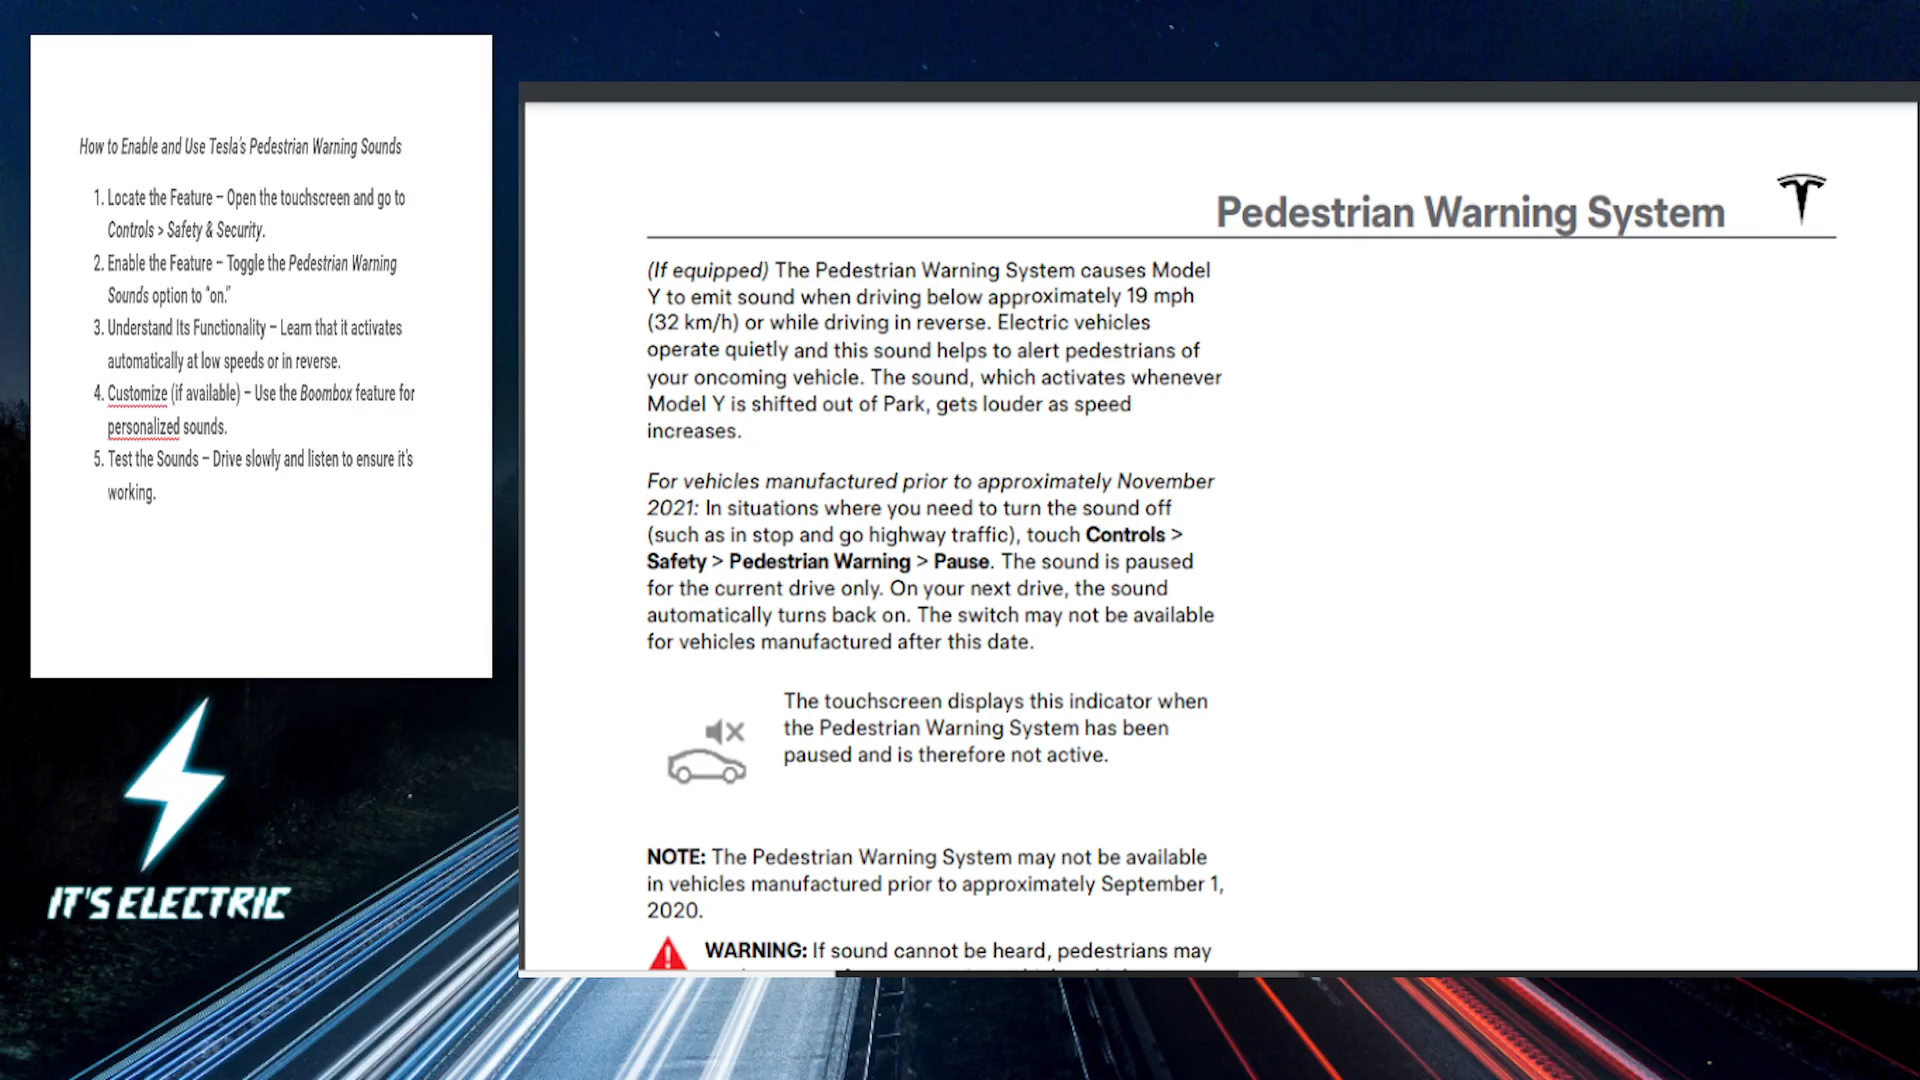 How to Enable and Use Tesla's Pedestrian Warning Sounds
1. Locate the Feature – Open the touchscreen and go to
Controls > Safety & Security.
2. Enable the Feature – Toggle the Pedestrian Warning
Sounds option to "on."
3. Understand Its Functionality – Learn that it activates
automatically at low speeds or in reverse.
4. Customize (if available) – Use the Boombox feature for
personalized sounds.
5. Test the Sounds – Drive slowly and listen to ensure it's
working.
IT'S ELECTRIC
Pedestrian Warning System
(If equipped) The Pedestrian Warning System causes Model
Y to emit sound when driving below approximately 19 mph
(32 km/h) or while driving in reverse. Electric vehicles
operate quietly and this sound helps to alert pedestrians of
your oncoming vehicle. The sound, which activates whenever
Model Y is shifted out of Park, gets louder as speed
increases.
For vehicles manufactured prior to approximately November
2021: In situations where you need to turn the sound off
(such as in stop and go highway traffic), touch Controls >
Safety > Pedestrian Warning > Pause. The sound is paused
for the current drive only. On your next drive, the sound
automatically turns back on. The switch may not be available
for vehicles manufactured after this date.
The touchscreen displays this indicator when
the Pedestrian Warning System has been
paused and is therefore not active.
NOTE: The Pedestrian Warning System may not be available
in vehicles manufactured prior to approximately September 1,
2020.
WARNING: If sound cannot be heard, pedestrians may